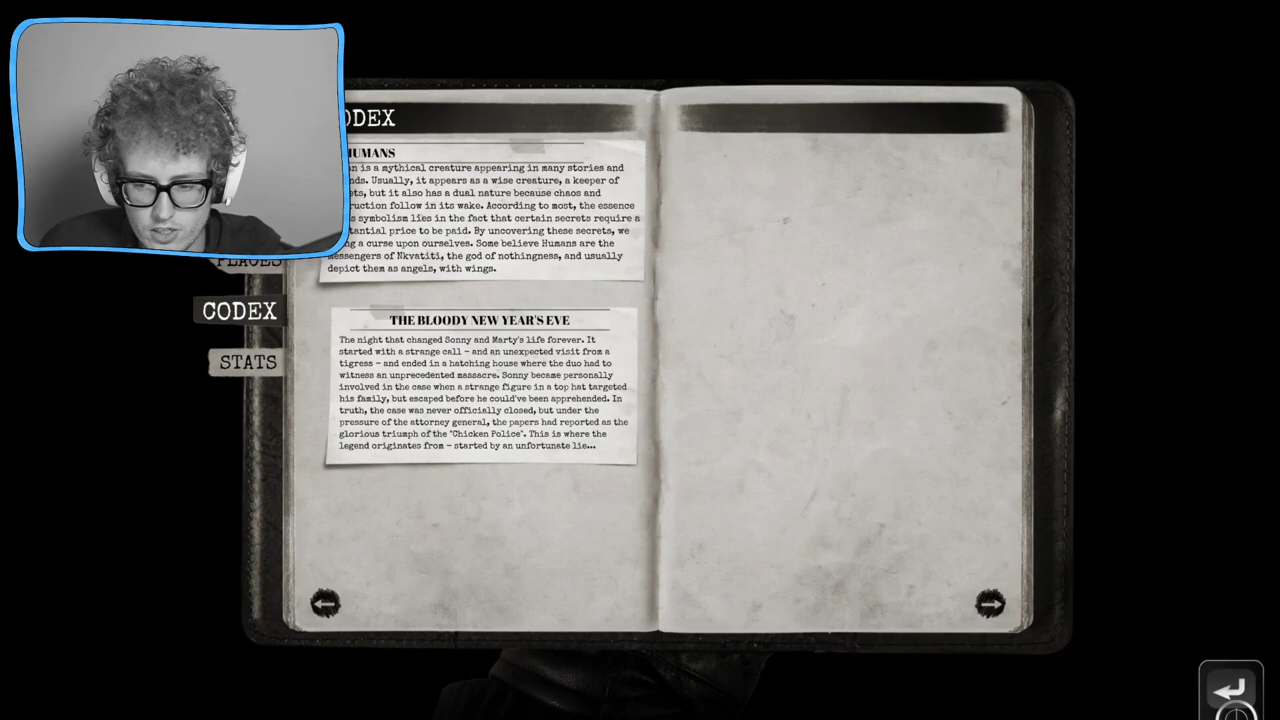 ODEX
HUMANS
an is a mythical creature appearing in many stories and
nds. Usually, it appears as a wise creature, a keeper of
ets, but it also has a dual nature because chaos and
ruction follow in its wake. According to most, the essence
s symbolism lies in the fact that certain secrets require a
tantial price to be paid. By uncovering these secrets, we
ng a curse upon ourselves. Some believe Humans are the
essengers of Nkvatiti, the god of nothingness, and usually
depict them as angels, with wings.
PLACES
CODEX
STATS
THE BLOODY NEW YEAR'S EVE
The night that changed Sonny and Marty's life forever. It
started with a strange call – and an unexpected visit from a
tigress – and ended in a hatching house where the duo had to
witness an unprecedented massacre. Sonny became personally
involved in the case when a strange figure in a top hat targeted
his family, but escaped before he could've been apprehended. In
truth, the case was never officially closed, but under the
pressure of the attorney general, the papers had reported as the
glorious triumph of the "Chicken Police". This is where the
legend originates from – started by an unfortunate lie...